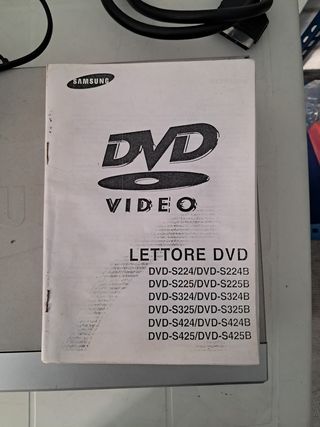 SAMSUNG
DVD
VIDEO
LETTORE DVD
DVD-S224/DVD-S224B
DVD-S225/DVD-S225B
DVD-S324/DVD-S324B
DVD-S325/DVD-S325B
DVD-S424/DVD-S424B
DVD-S425/DVD-S425B